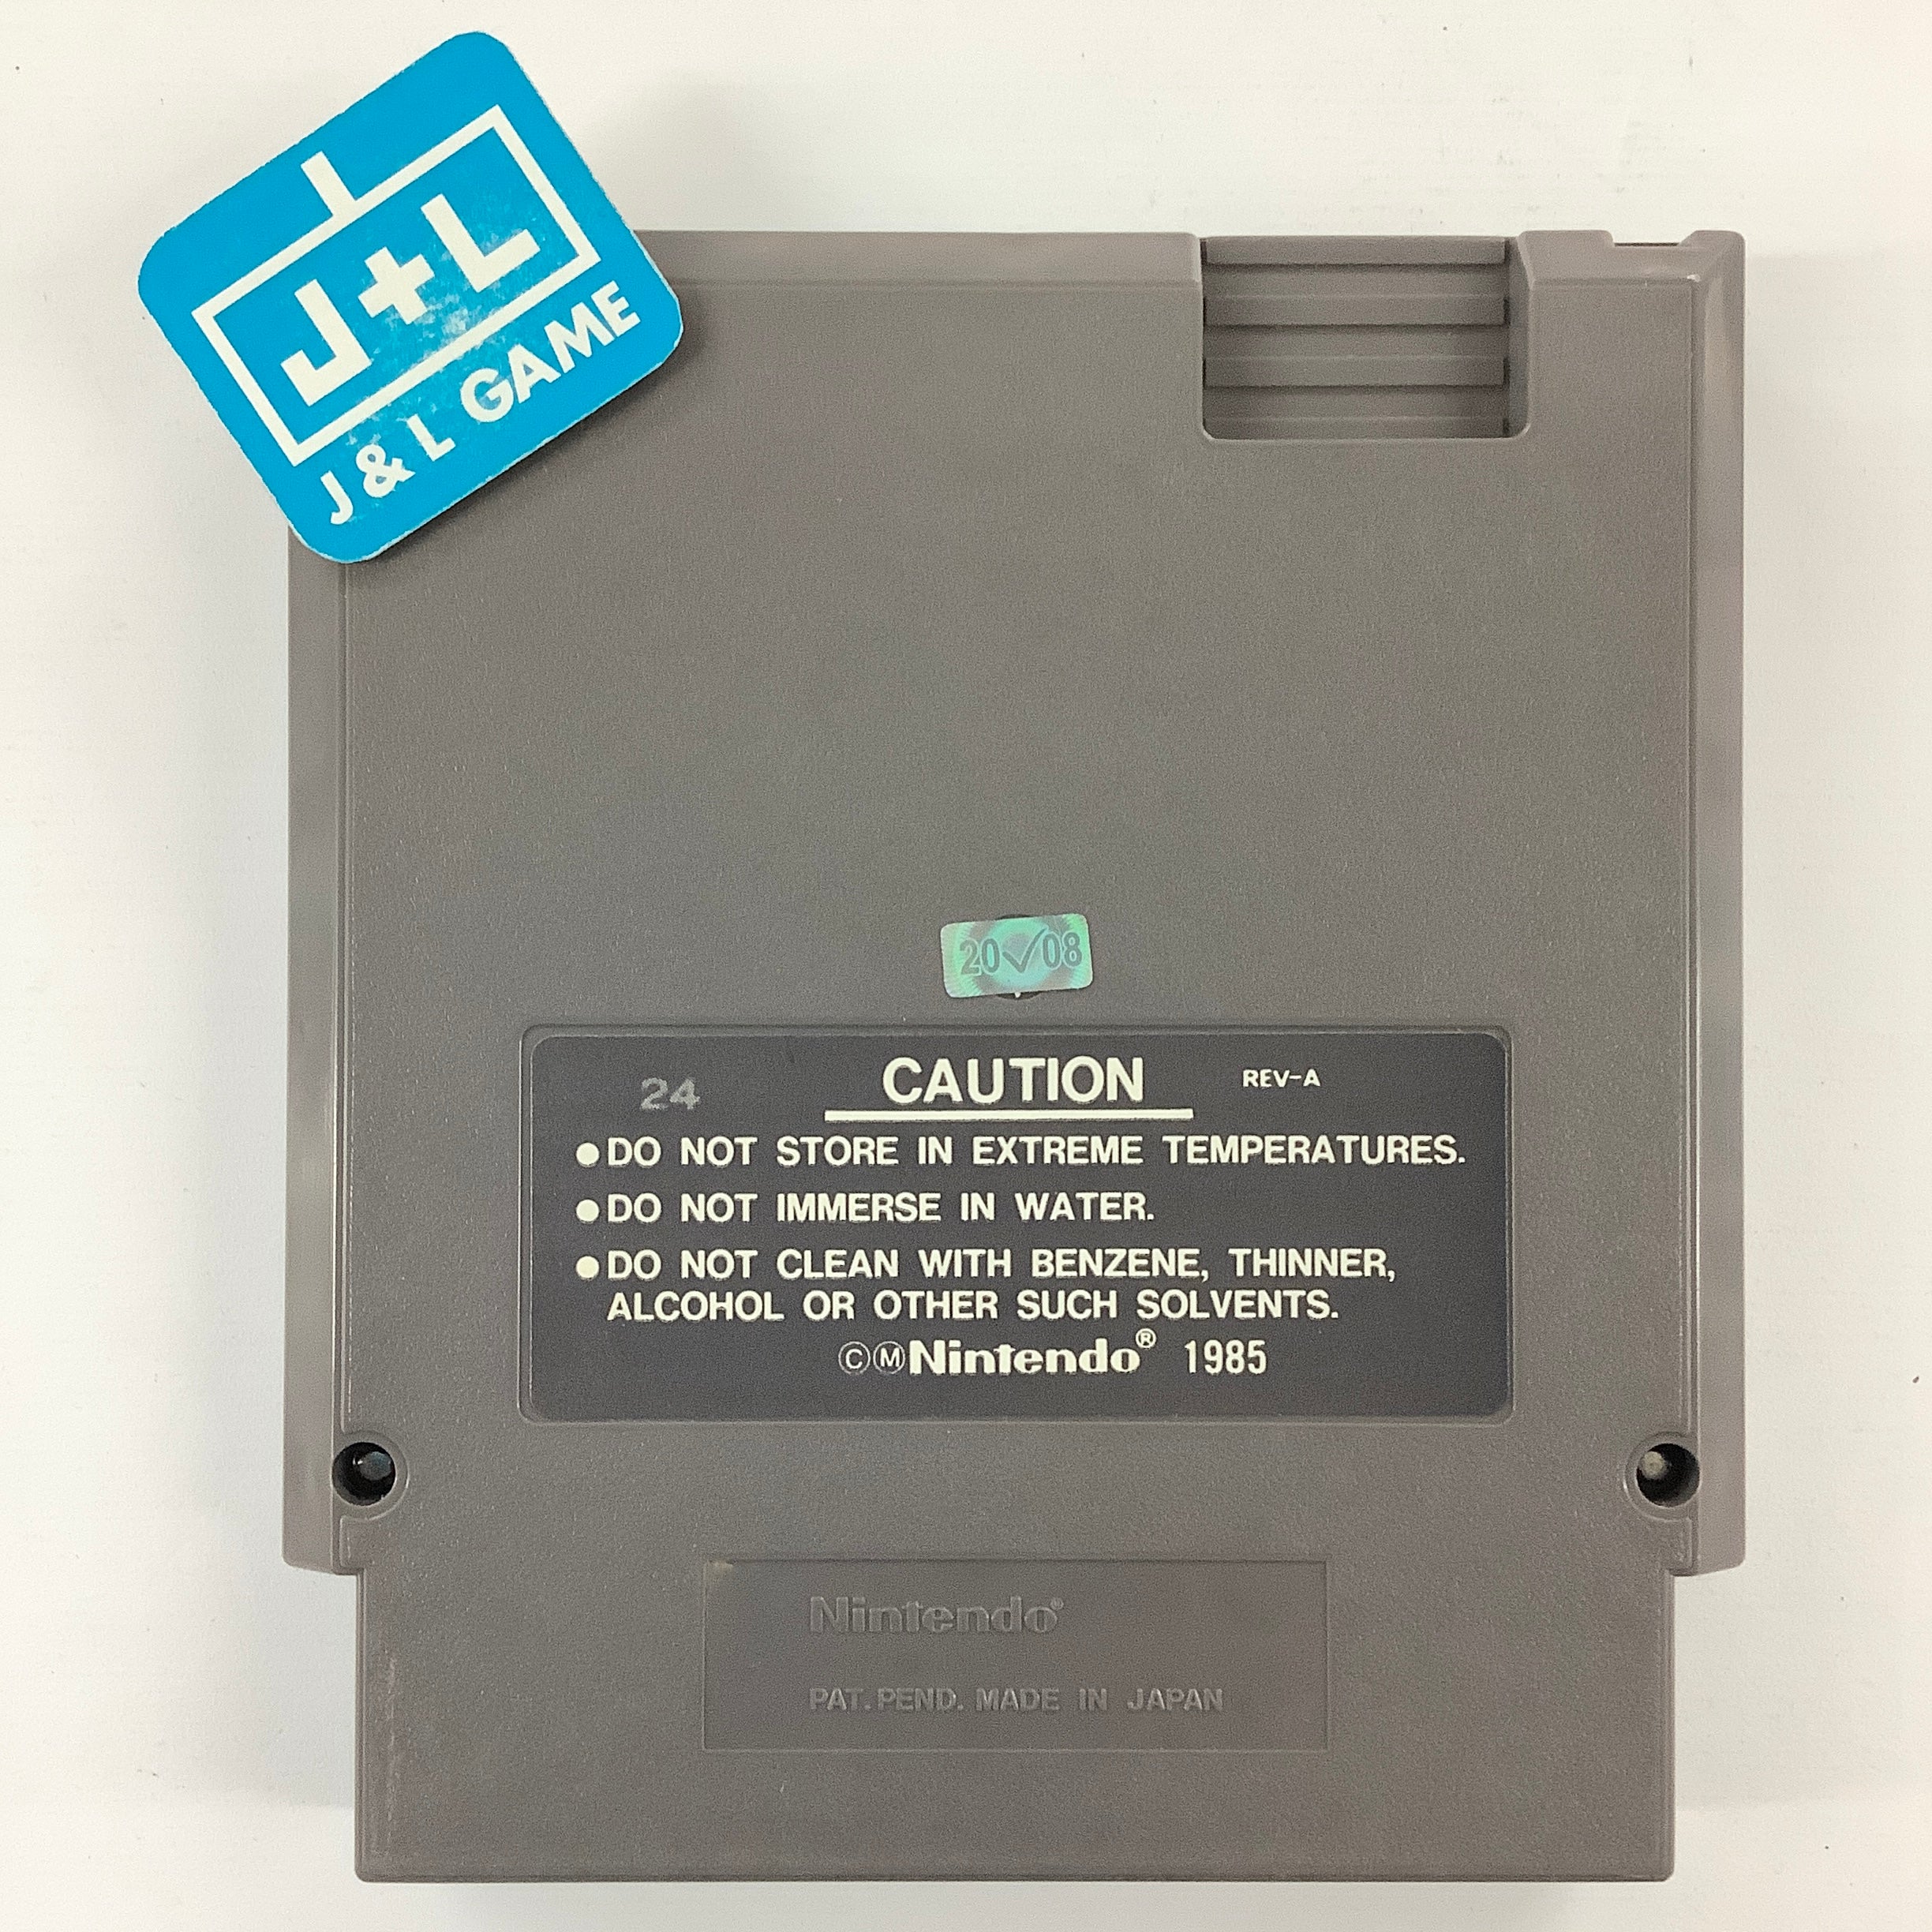 J+L
J & L GAME
20✓08
24
CAUTION REV-A
●DO NOT STORE IN EXTREME TEMPERATURES.
●DO NOT IMMERSE IN WATER.
●DO NOT CLEAN WITH BENZENE, THINNER,
ALCOHOL OR OTHER SUCH SOLVENTS.
ⒸⓂNintendo® 1985
Nintendo®
PAT. PEND. MADE IN JAPAN